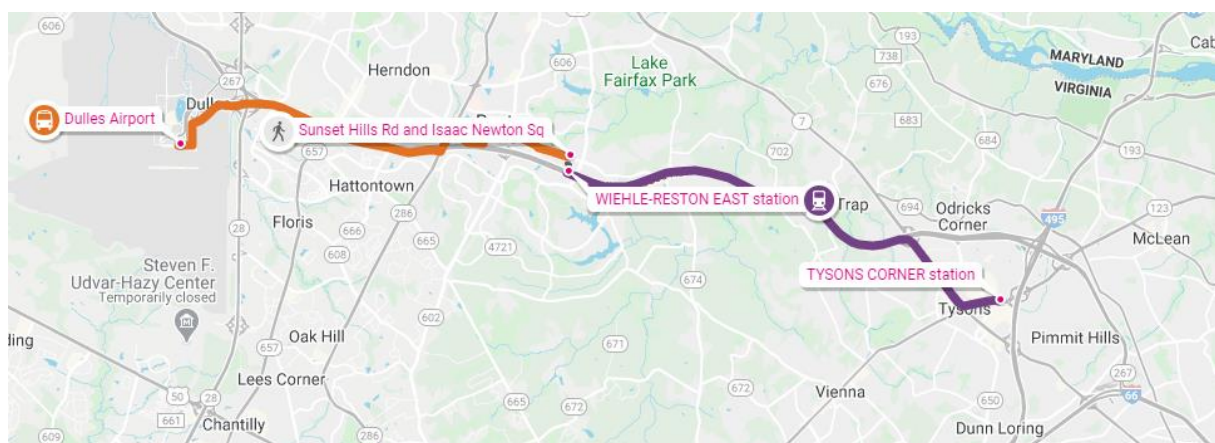 606
193
Cab
MARYLAND
VIRGINIA
738
676
Lake
Fairfax Park
606
Herndon
267
Dulle
Dulles Airport
7
683
684
Sunset Hills Rd and Isaac Newton Sq
657
702
193
Hattontown
WIEHLE-RESTON EAST station
Trap
694
Odricks
Corner
495
123
McLean
286
Floris
666
665
608
4721
28
674
TYSONS CORNER station
Steven F.
Udvar-Hazy Center
Temporarily closed
602
Tysons
Pimmit Hills
ding
Oak Hill
657
671
267
Lees Corner
672
Vienna
50
28
665
672
650
66
661
Chantilly
609
286
Dunn Loring